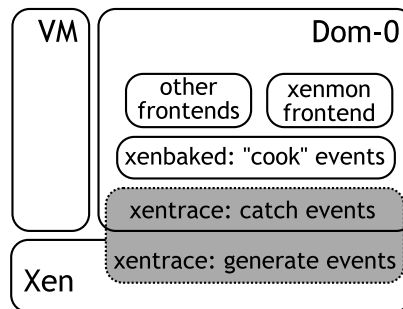 VM
Dom-0
other
frontends
xenmon
frontend
xenbaked: "cook" events
xentrace: catch events
xentrace: generate events
Xen